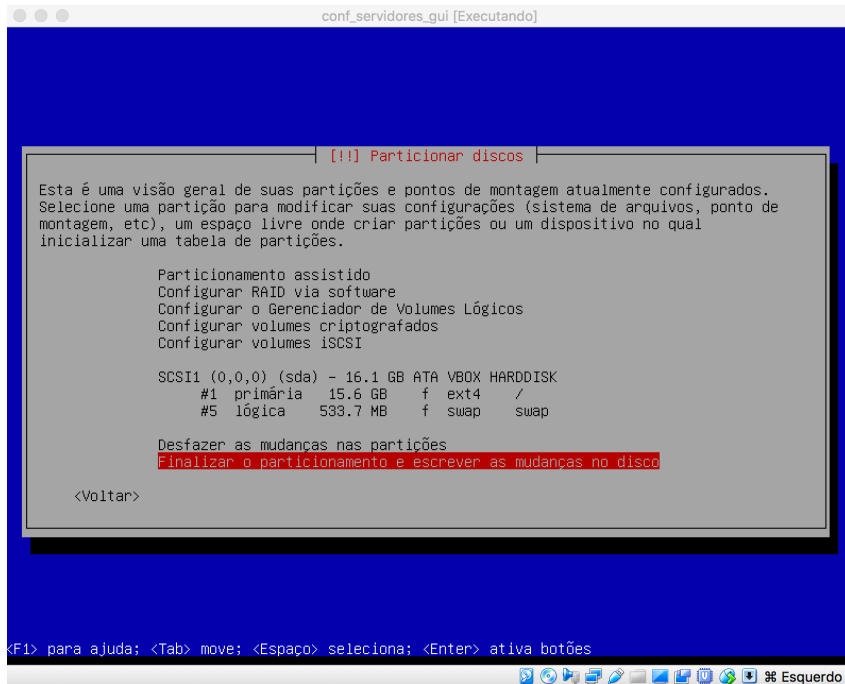 conf_servidores_gui [Executando]
[!!] Particionar discos
Esta é uma visão geral de suas partições e pontos de montagem atualmente configurados.
Selecione uma partição para modificar suas configurações (sistema de arquivos, ponto de
montagem, etc), um espaço livre onde criar partições ou um dispositivo no qual
inicializar uma tabela de partições.
Particionamento assistido
Configurar RAID via software
Configurar o Gerenciador de Volumes Lógicos
Configurar volumes criptografados
Configurar volumes iSCSI
SCSI1 (0,0,0) (sda) – 16.1 GB ATA VBOX HARDDISK
#1 primária 15.6 GB f ext4 /
#5 lógica 533.7 MB f swap swap
Desfazer as mudanças nas partições
Finalizar o particionamento e escrever as mudanças no disco
<Voltar>
<F1> para ajuda; <Tab> move; <Espaço> seleciona; <Enter> ativa botões
⌘ Esquerdo